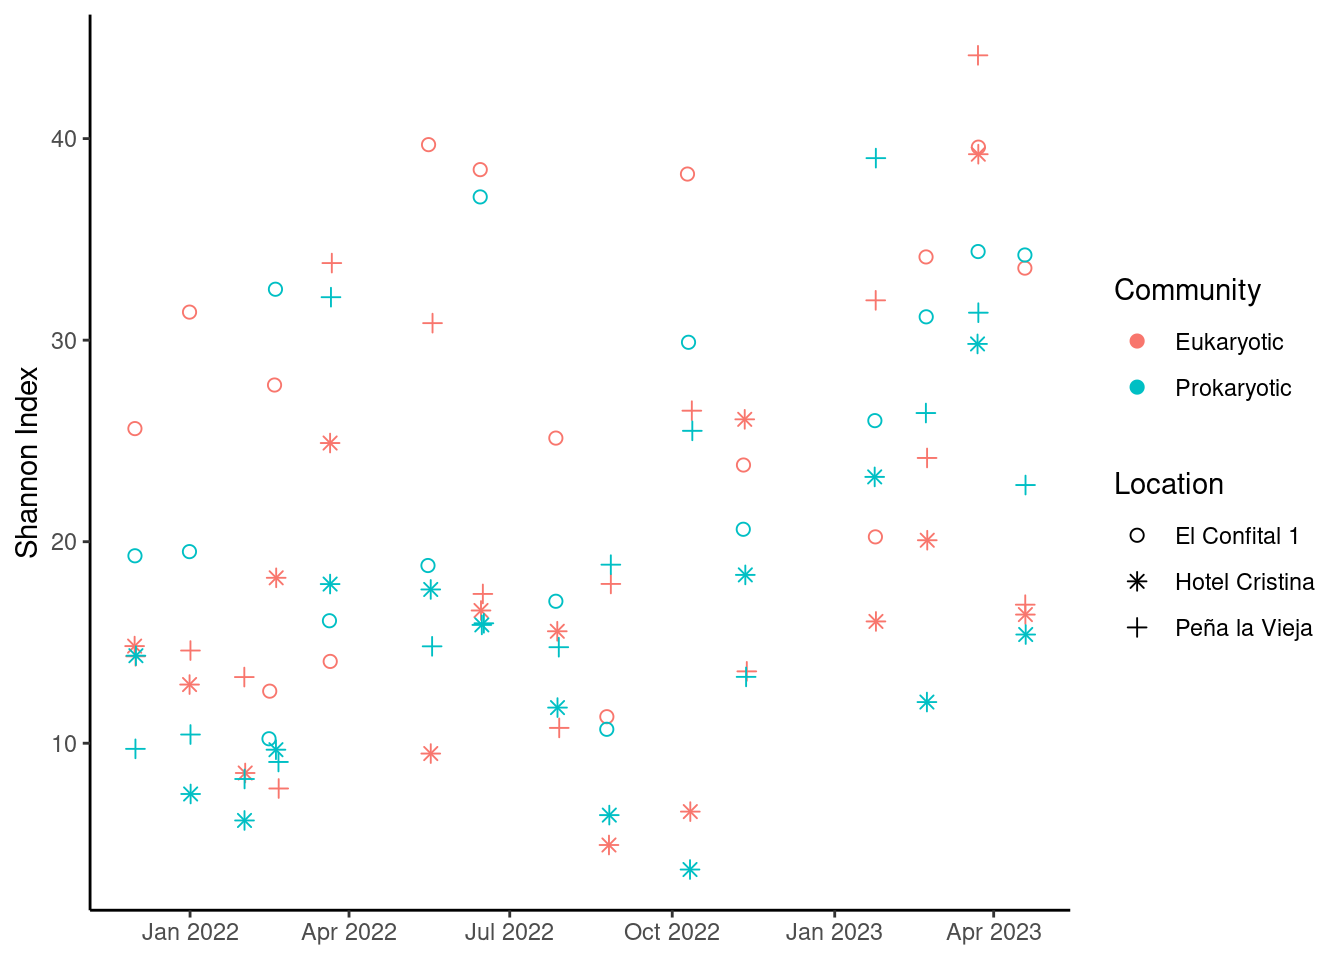 Shannon Index
40
30
20
10
Jan 2022 Apr 2022 Jul 2022 Oct 2022 Jan 2023 Apr 2023
Community
Eukaryotic
Prokaryotic
Location
El Confital 1
Hotel Cristina
Peña la Vieja